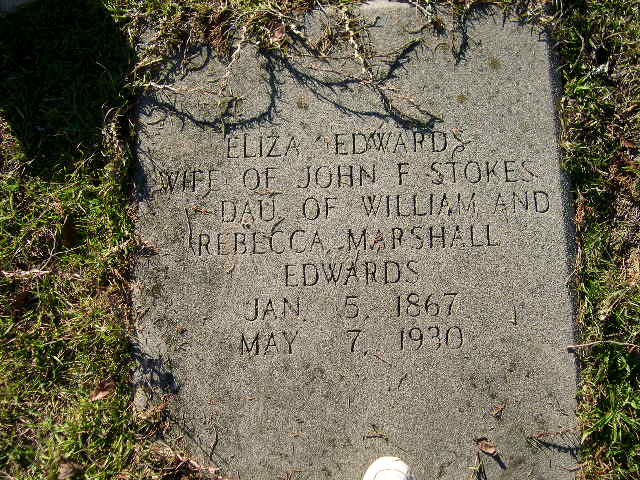 ELIZA EDWARDS
WIFE OF JOHN F STOKES
DAU. OF WILLIAM AND
REBECCA MARSHALL
EDWARDS
JAN. 5, 1867
MAY 7, 1930